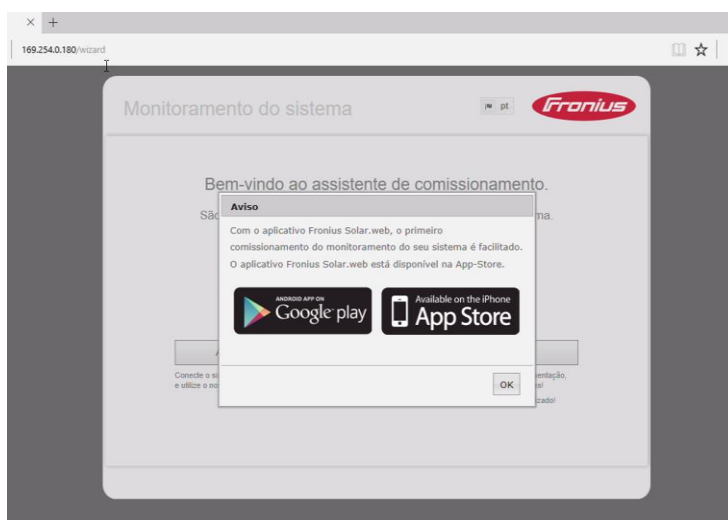 169.254.0.180/wizard
Monitoramento do sistema
pt
Fronius
Bem-vindo ao assistente de comissionamento.
Aviso
Com o aplicativo Fronius Solar.web, o primeiro
comissionamento do monitoramento do seu sistema é facilitado.
O aplicativo Fronius Solar.web está disponível na App-Store.
ANDROID APP ON
Google play
Available on the iPhone
App Store
Conecte o
e utilize o
OK